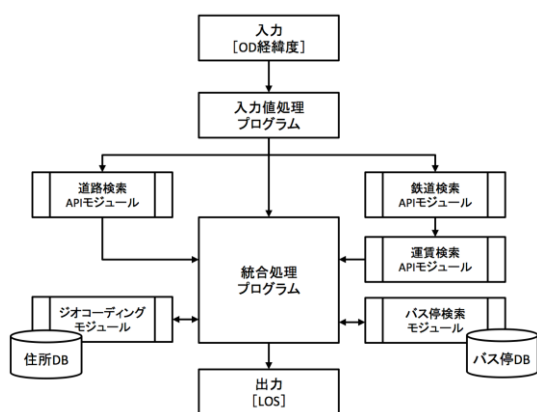 入力
[OD経緯度]
入力値処理
プログラム
道路検索
APIモジュール
鉄道検索
APIモジュール
運賃検索
APIモジュール
統合処理
プログラム
ジオコーディング
モジュール
住所DB
バス停検索
モジュール
バス停DB
出力
[LOS]